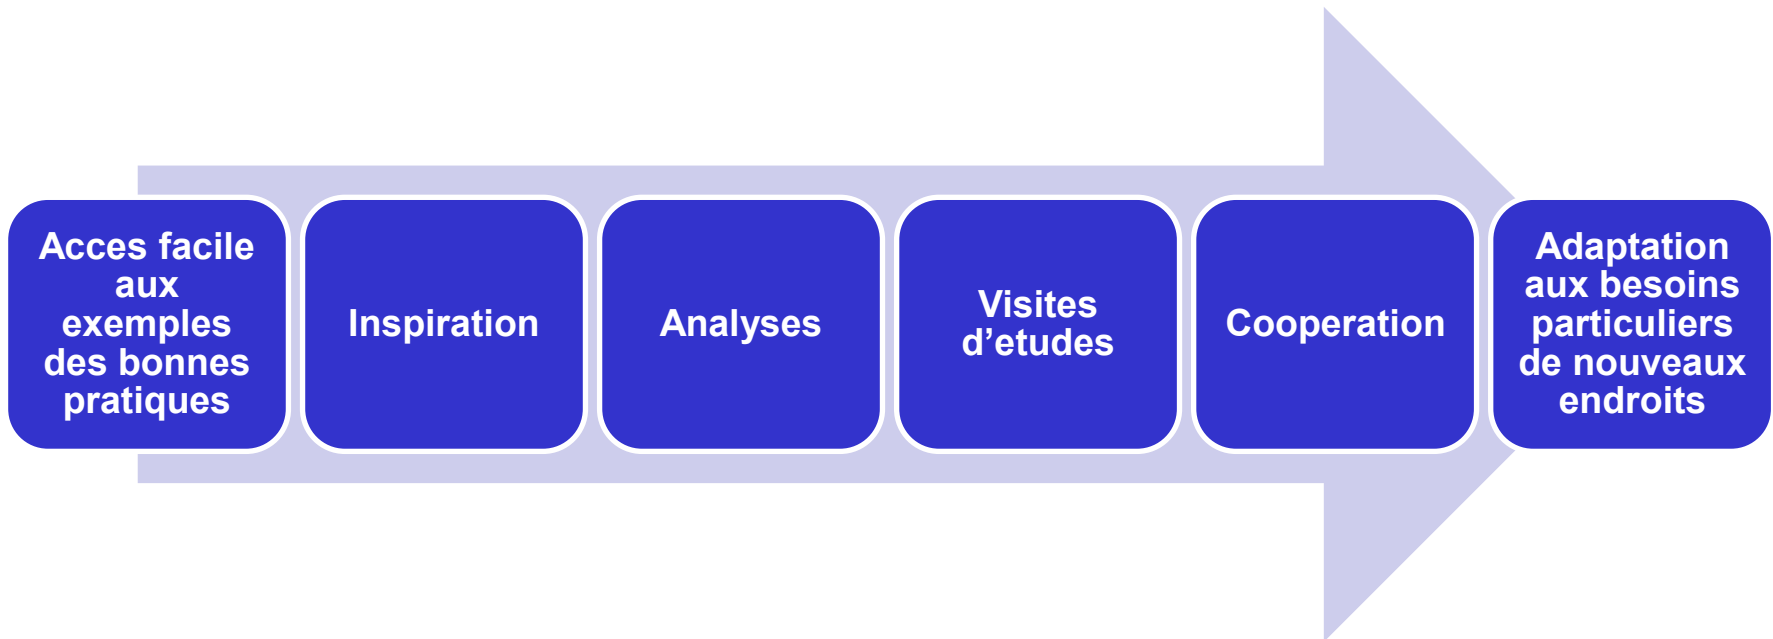 Acces facile
aux
exemples
des bonnes
pratiques
Inspiration
Analyses
Visites
d’etudes
Cooperation
Adaptation
aux besoins
particuliers
de nouveaux
endroits